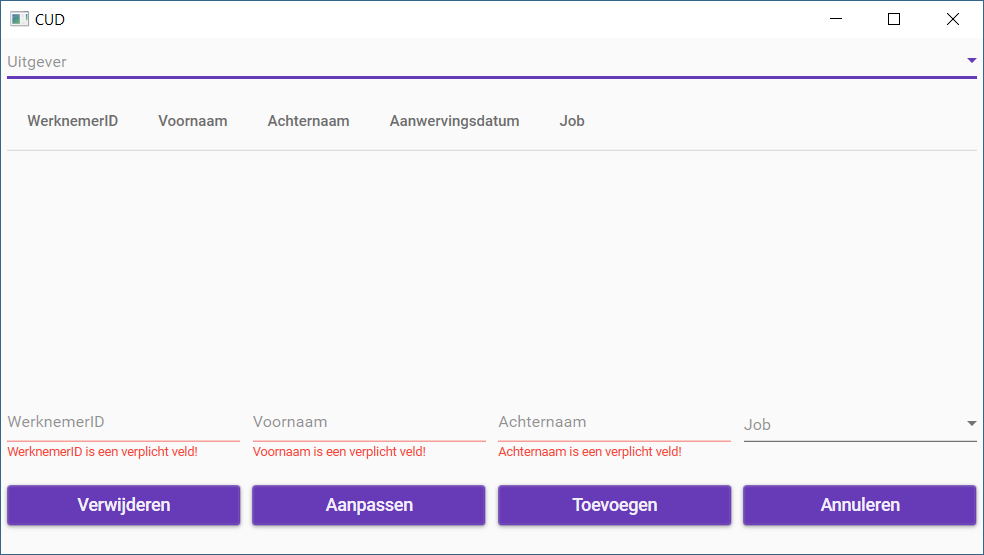 CUD
Uitgever
WerknemerID Voornaam Achternaam Aanwervingsdatum Job
WerknemerID Voornaam Achternaam Job
WerknemerID is een verplicht veld! Voornaam is een verplicht veld! Achternaam is een verplicht veld!
Verwijderen Aanpassen Toevoegen Annuleren